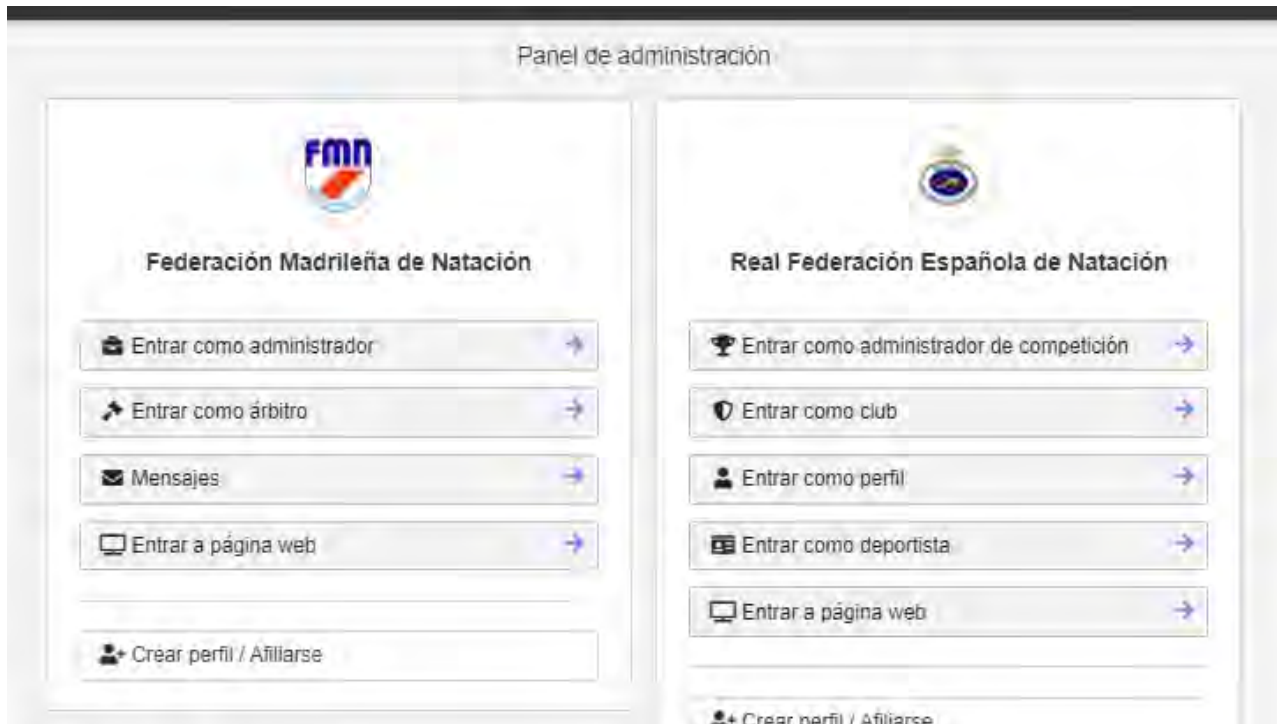 Panel de administración
FMN
Federación Madrileña de Natación
Entrar como administrador
Entrar como árbitro
Mensajes
Entrar a página web
Crear perfil / Afiliarse
Real Federación Española de Natación
Entrar como administrador de competición
Entrar como club
Entrar como perfil
Entrar como deportista
Entrar a página web
Crear perfil / Afiliarse